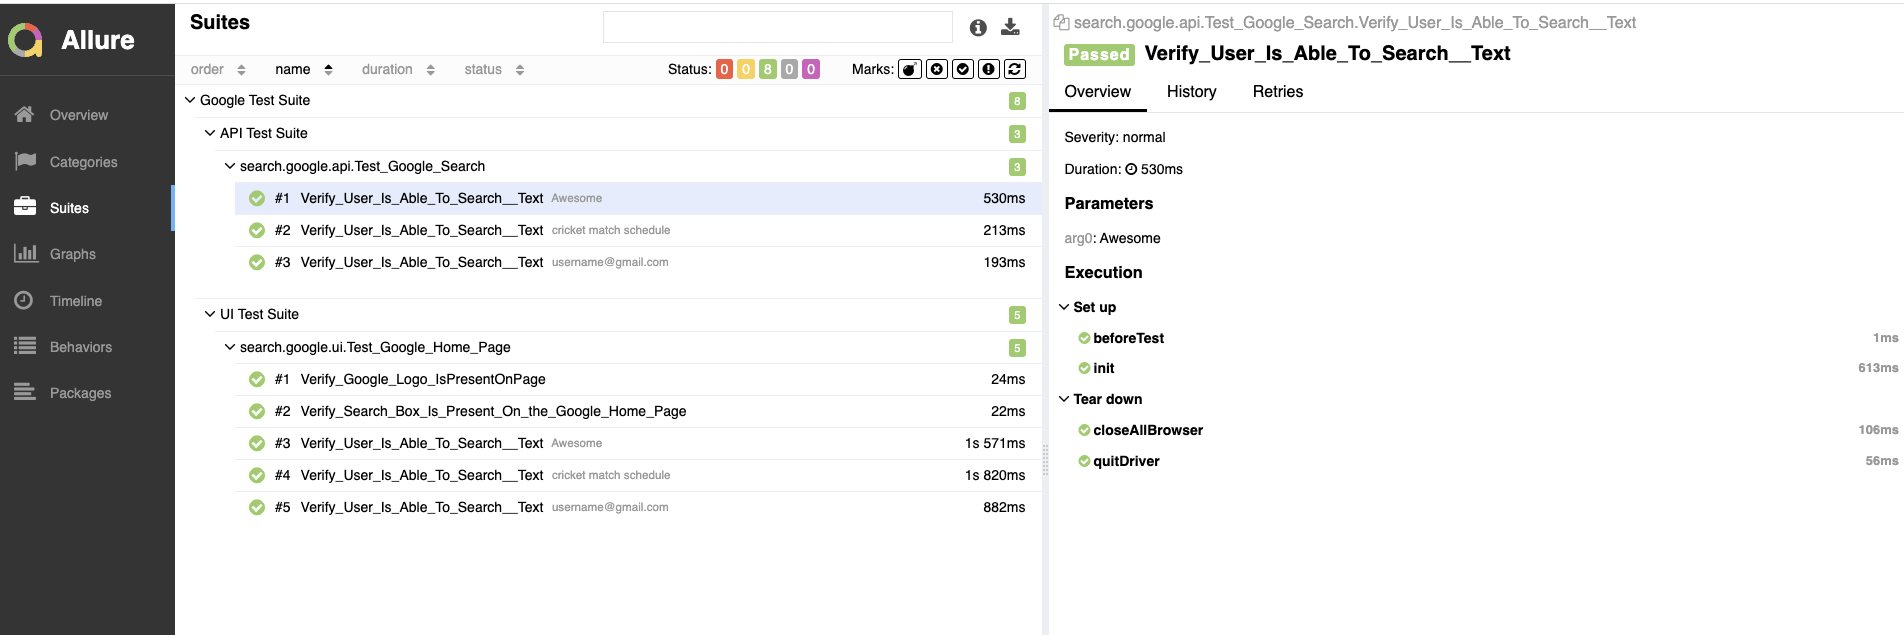 Allure
Overview
Categories
Suites
Graphs
Timeline
Behaviors
Packages
Suites
order name duration status Status: 0 0 8 0 0 Marks:
Google Test Suite 8
API Test Suite 3
search.google.api.Test_Google_Search 3
#1 Verify_User_Is_Able_To_Search__Text Awesome 530ms
#2 Verify_User_Is_Able_To_Search__Text cricket match schedule 213ms
#3 Verify_User_Is_Able_To_Search__Text username@gmail.com 193ms
UI Test Suite 5
search.google.ui.Test_Google_Home_Page 5
#1 Verify_Google_Logo_IsPresentOnPage 24ms
#2 Verify_Search_Box_Is_Present_On_the_Google_Home_Page 22ms
#3 Verify_User_Is_Able_To_Search__Text Awesome 1s 571ms
#4 Verify_User_Is_Able_To_Search__Text cricket match schedule 1s 820ms
#5 Verify_User_Is_Able_To_Search__Text username@gmail.com 882ms
search.google.api.Test_Google_Search.Verify_User_Is_Able_To_Search__Text
Passed Verify_User_Is_Able_To_Search__Text
Overview History Retries
Severity: normal
Duration: 530ms
Parameters
arg0: Awesome
Execution
Set up
beforeTest 1ms
init 613ms
Tear down
closeAllBrowser 106ms
quitDriver 56ms